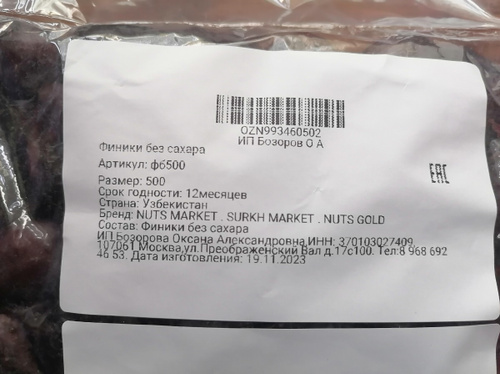 OZN993460502
ИП Бозоров О А
Финики без сахара
Артикул: фб500
Размер: 500
Срок годности: 12месяцев
Страна: Узбекистан
Бренд: NUTS MARKET . SURKH MARKET . NUTS GOLD
Состав: Финики без сахара
ИП.Бозорова Оксана Александровна,ИНН: 370103027409,
107061,Москва,ул.Преображенский Вал д.17с100. Тел:8 968 692
46 53. Дата изготовления: 19.11.2023
EAC